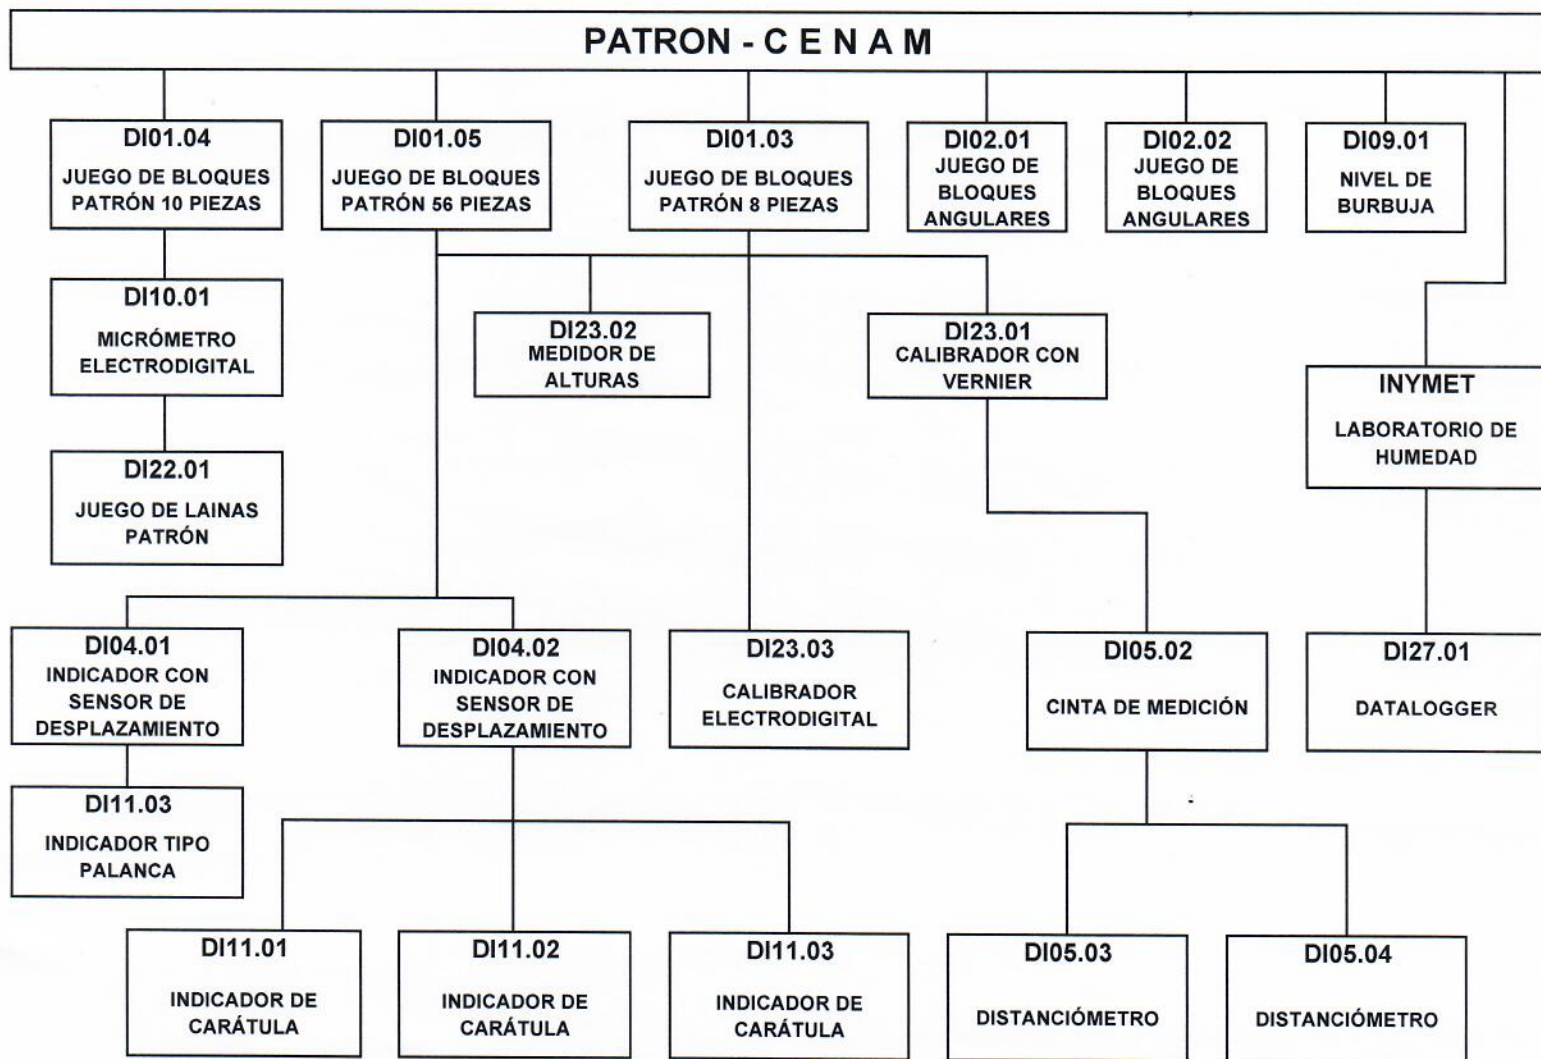 PATRON - C E N A M
DI01.04
JUEGO DE BLOQUES
PATRÓN 10 PIEZAS
DI01.05
JUEGO DE BLOQUES
PATRÓN 56 PIEZAS
DI01.03
JUEGO DE BLOQUES
PATRÓN 8 PIEZAS
DI02.01
JUEGO DE
BLOQUES
ANGULARES
DI02.02
JUEGO DE
BLOQUES
ANGULARES
DI09.01
NIVEL DE
BURBUJA
DI10.01
MICRÓMETRO
ELECTRODIGITAL
DI23.02
MEDIDOR DE
ALTURAS
DI23.01
CALIBRADOR CON
VERNIER
INYMET
LABORATORIO DE
HUMEDAD
DI22.01
JUEGO DE LAINAS
PATRÓN
DI04.01
INDICADOR CON
SENSOR DE
DESPLAZAMIENTO
DI04.02
INDICADOR CON
SENSOR DE
DESPLAZAMIENTO
DI23.03
CALIBRADOR
ELECTRODIGITAL
DI05.02
CINTA DE MEDICIÓN
DI27.01
DATALOGGER
DI11.03
INDICADOR TIPO
PALANCA
DI11.01
INDICADOR DE
CARÁTULA
DI11.02
INDICADOR DE
CARÁTULA
DI11.03
INDICADOR DE
CARÁTULA
DI05.03
DISTANCIÓMETRO
DI05.04
DISTANCIÓMETRO